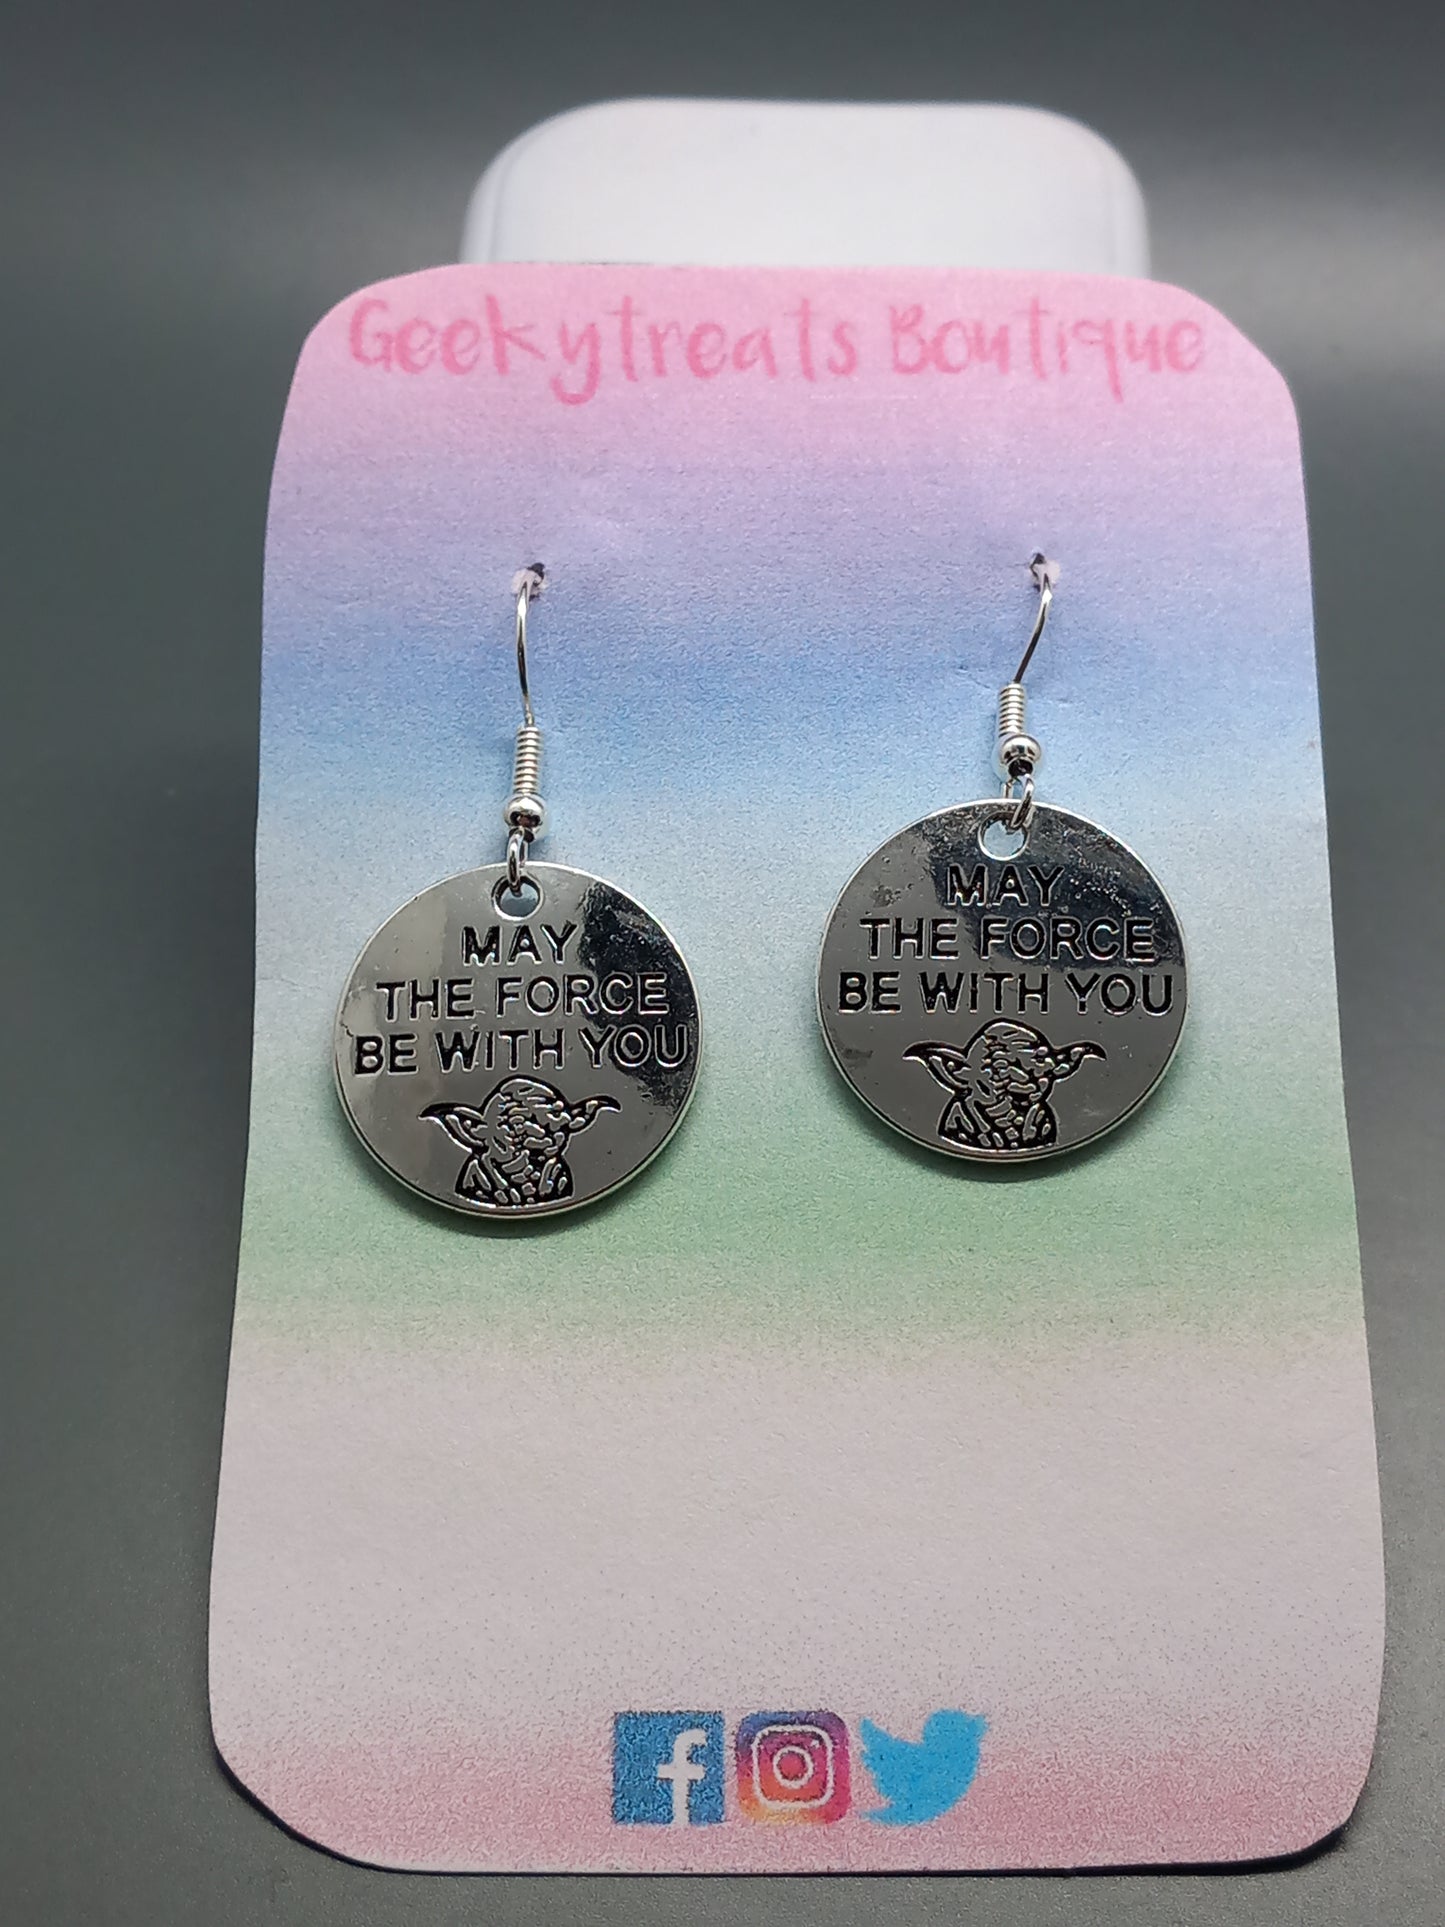 Geekytreats Boutique
MAY
THE FORCE
BE WITH YOU
MAY
THE FORCE
BE WITH YOU
f